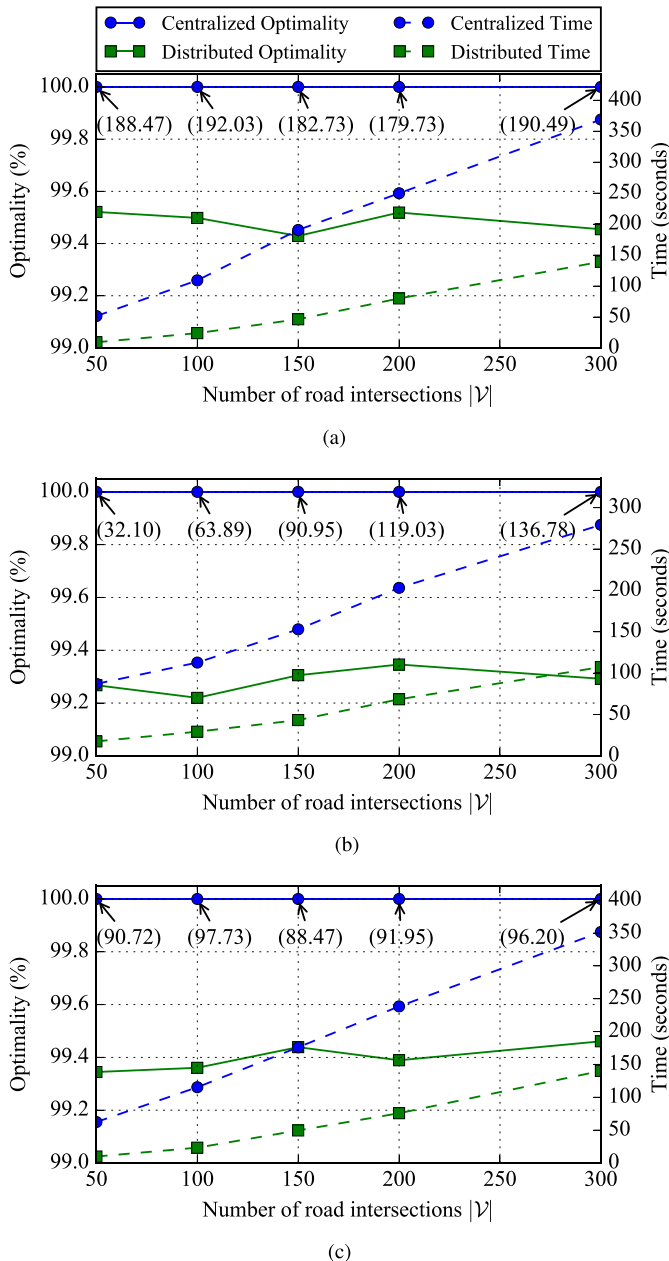 Centralized Optimality Centralized Time
Distributed Optimality Distributed Time
100.0
99.8
99.6
99.4
99.2
99.0
Optimality (%)
(188.47) (192.03) (182.73) (179.73) (190.49)
400
350
300
250
200
150
100
50
0
Time (seconds)
50 100 150 200 250 300
Number of road intersections |𝒱|
(a)
100.0
99.8
99.6
99.4
99.2
99.0
Optimality (%)
(32.10) (63.89) (90.95) (119.03) (136.78)
300
250
200
150
100
50
0
Time (seconds)
50 100 150 200 250 300
Number of road intersections |𝒱|
(b)
100.0
99.8
99.6
99.4
99.2
99.0
Optimality (%)
(90.72) (97.73) (88.47) (91.95) (96.20)
400
350
300
250
200
150
100
50
0
Time (seconds)
50 100 150 200 250 300
Number of road intersections |𝒱|
(c)